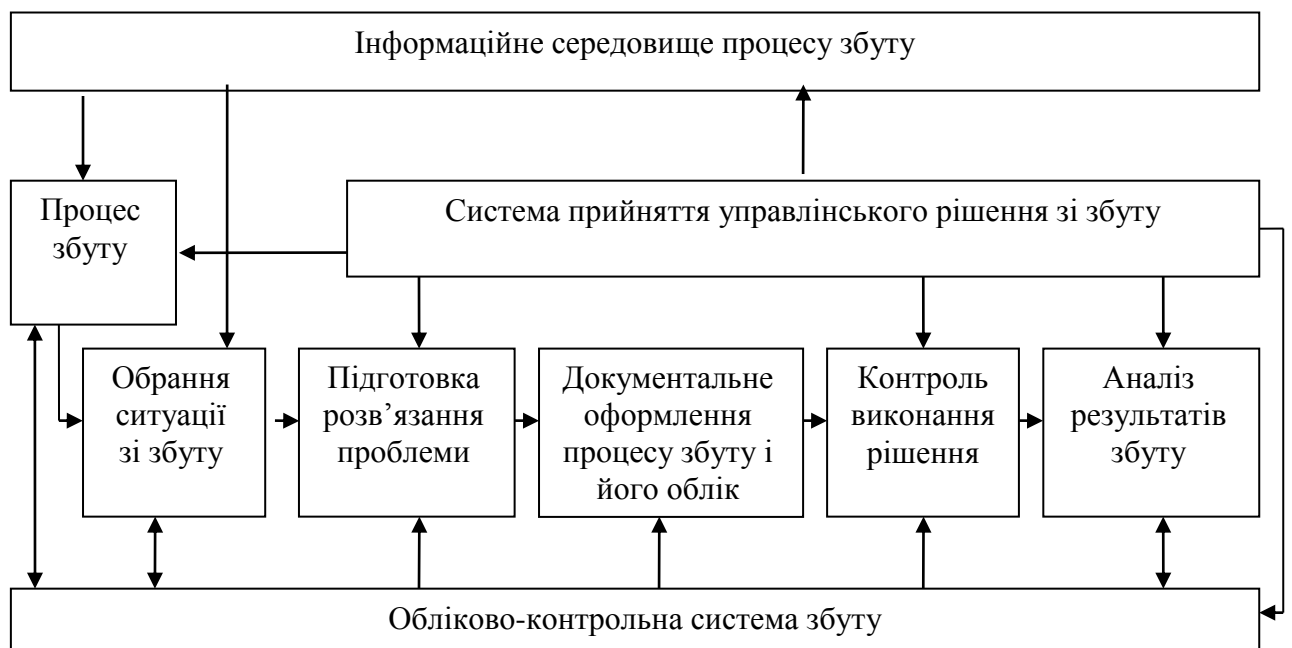 Інформаційне середовище процесу збуту
Процес
збуту
Система прийняття управлінського рішення зі збуту
Обрання
ситуації
зі збуту
Підготовка
розв’язання
проблеми
Документальне
оформлення
процесу збуту і
його облік
Контроль
виконання
рішення
Аналіз
результатів
збуту
Обліково-контрольна система збуту